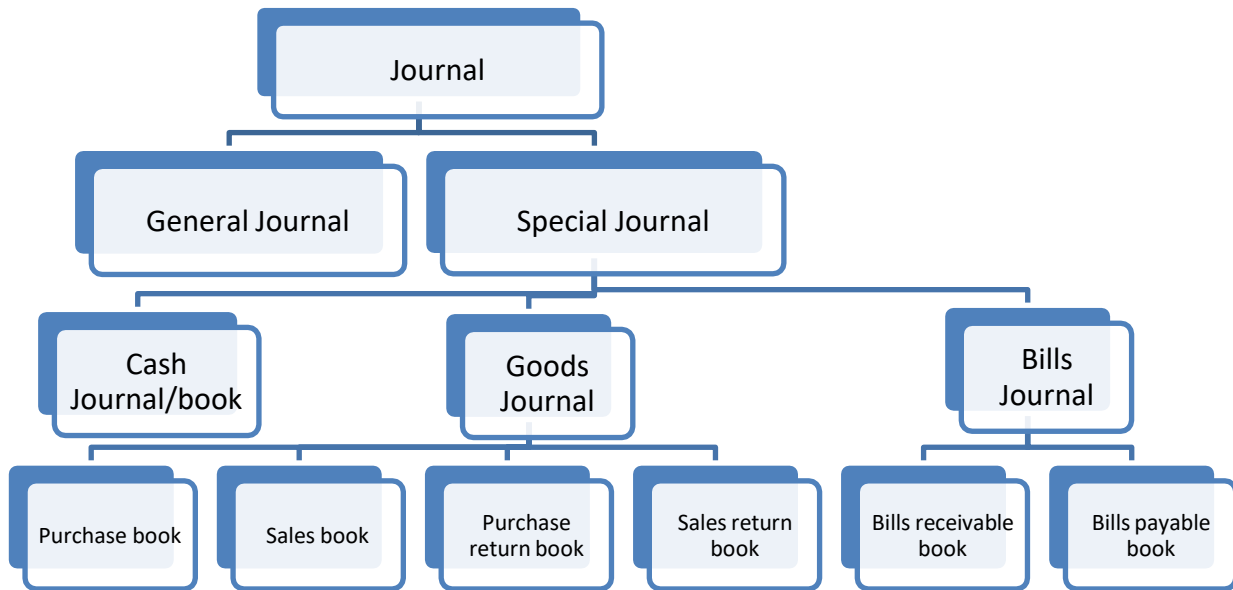 Journal
General Journal
Special Journal
Cash
Journal/book
Goods
Journal
Bills
Journal
Purchase book
Sales book
Purchase
return book
Sales return
book
Bills receivable
book
Bills payable
book